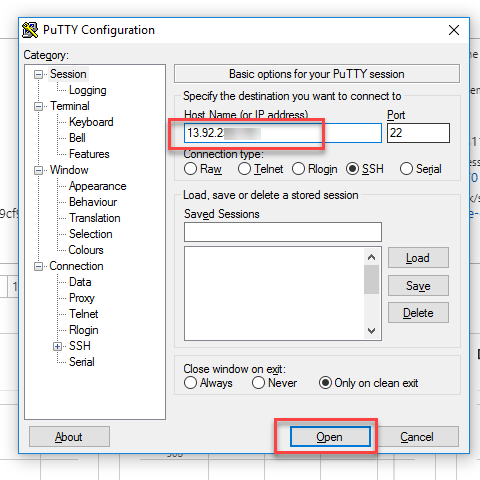 PuTTY Configuration
Category:
Session
Logging
Terminal
Keyboard
Bell
Features
Window
Appearance
Behaviour
Translation
Selection
Colours
Connection
Data
Proxy
Telnet
Rlogin
SSH
Serial
Basic options for your PuTTY session
Specify the destination you want to connect to
Host Name (or IP address) Port
13.92.2 22
Connection type:
Raw Telnet Rlogin SSH Serial
Load, save or delete a stored session
Saved Sessions
Load
Save
Delete
Close window on exit:
Always Never Only on clean exit
About Open Cancel